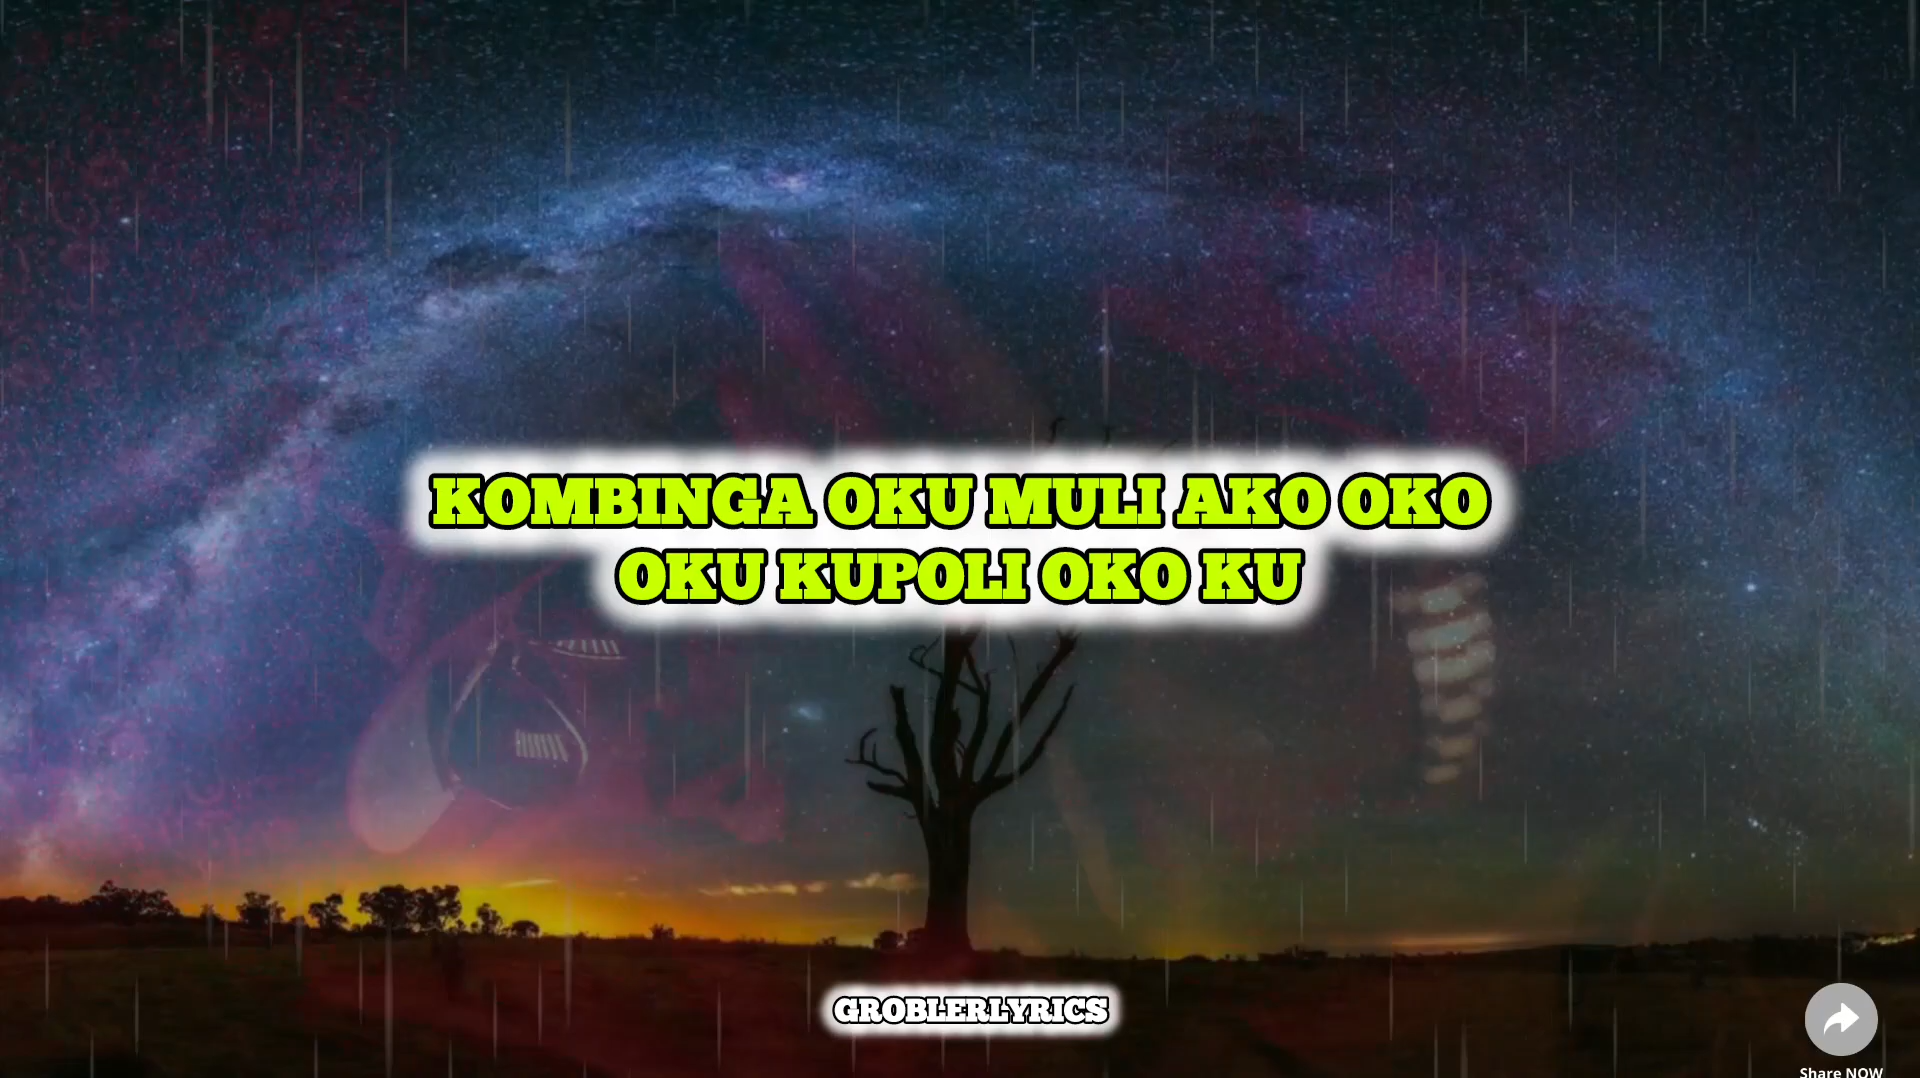 KOMBINGA OKU MULI AKO OKO
OKU KUPOLI OKO KU
GROBLERLYRICS
Share NOW